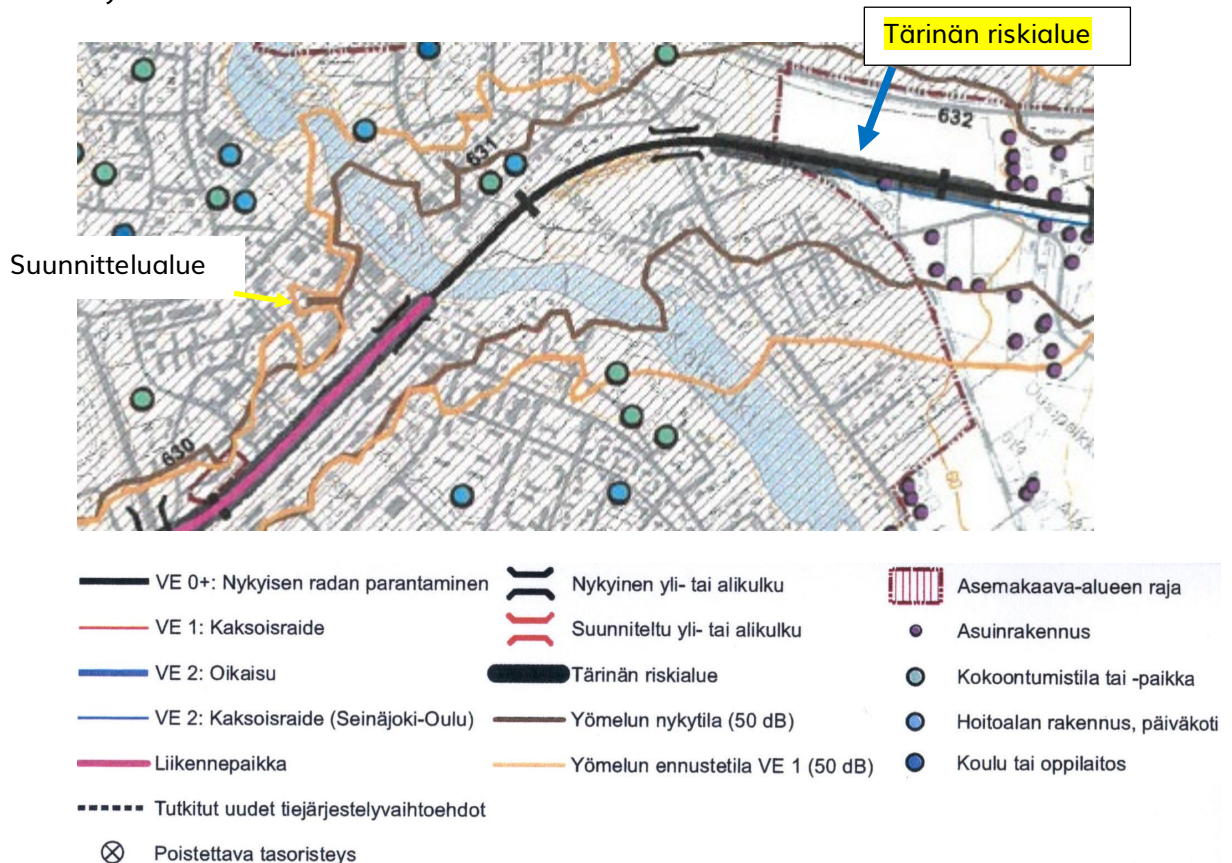 Tärinän riskialue
632
631
Suunnittelualue
630
VE 0+: Nykyisen radan parantaminen
Nykyinen yli- tai alikulku
Asemakaava-alueen raja
VE 1: Kaksoisraide
Suunniteltu yli- tai alikulku
Asuinrakennus
VE 2: Oikaisu
Tärinän riskialue
Kokoontumistila tai -paikka
VE 2: Kaksoisraide (Seinäjoki-Oulu)
Yömelun nykytila (50 dB)
Hoitoalan rakennus, päiväkoti
Liikennepaikka
Yömelun ennustetila VE 1 (50 dB)
Koulu tai oppilaitos
Tutkitut uudet tiejärjestelyvaihtoehdot
Poistettava tasoristeys